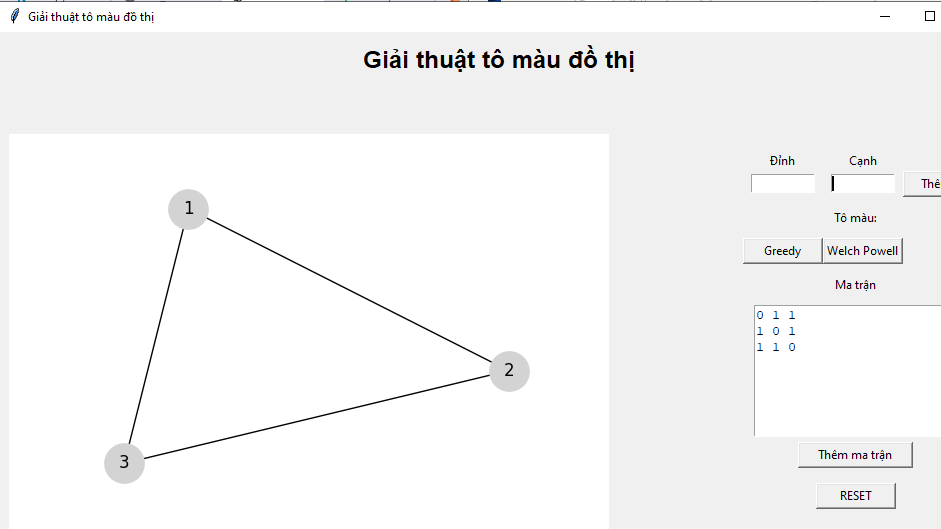 Giải thuật tô màu đồ thị
Giải thuật tô màu đồ thị
1
2
3
Đỉnh Cạnh
Thê
Tô màu:
Greedy Welch Powell
Ma trận
0 1 1
1 0 1
1 1 0
Thêm ma trận
RESET